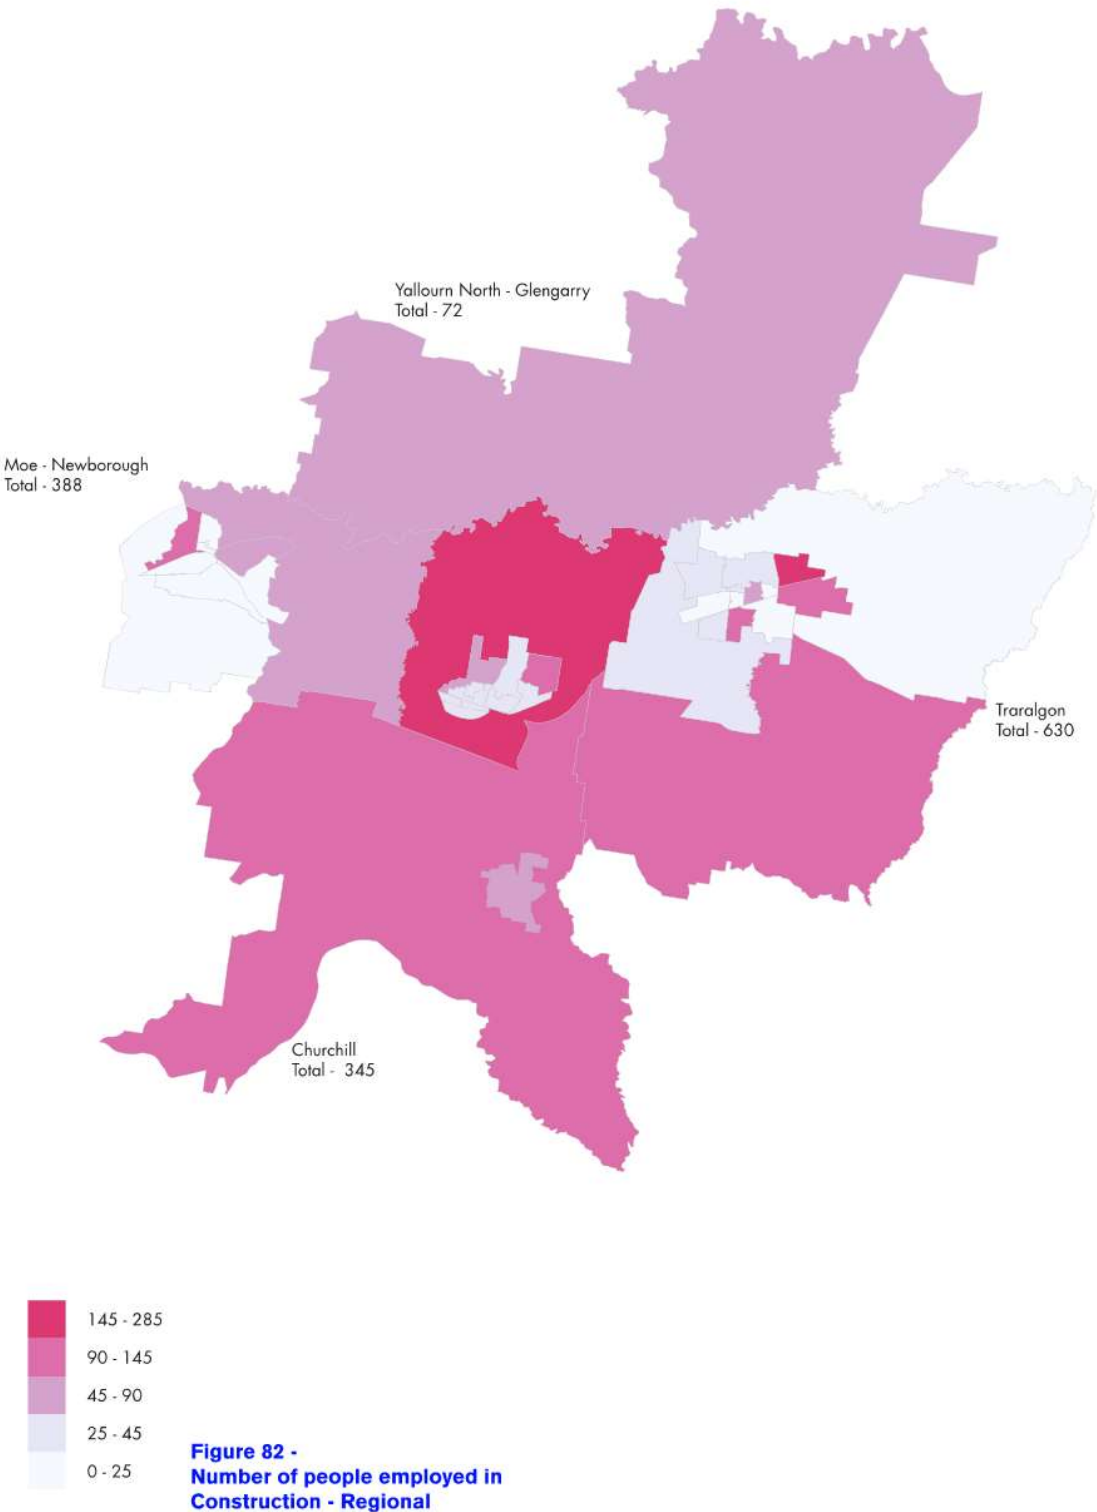 Yallourn North - Glengarry
Total - 72
Moe - Newborough
Total - 388
Traralgon
Total - 630
Churchill
Total -  345
145 - 285
90 - 145
45 - 90
25 - 45
0 - 25
Figure 82 -
Number of people employed in
Construction - Regional